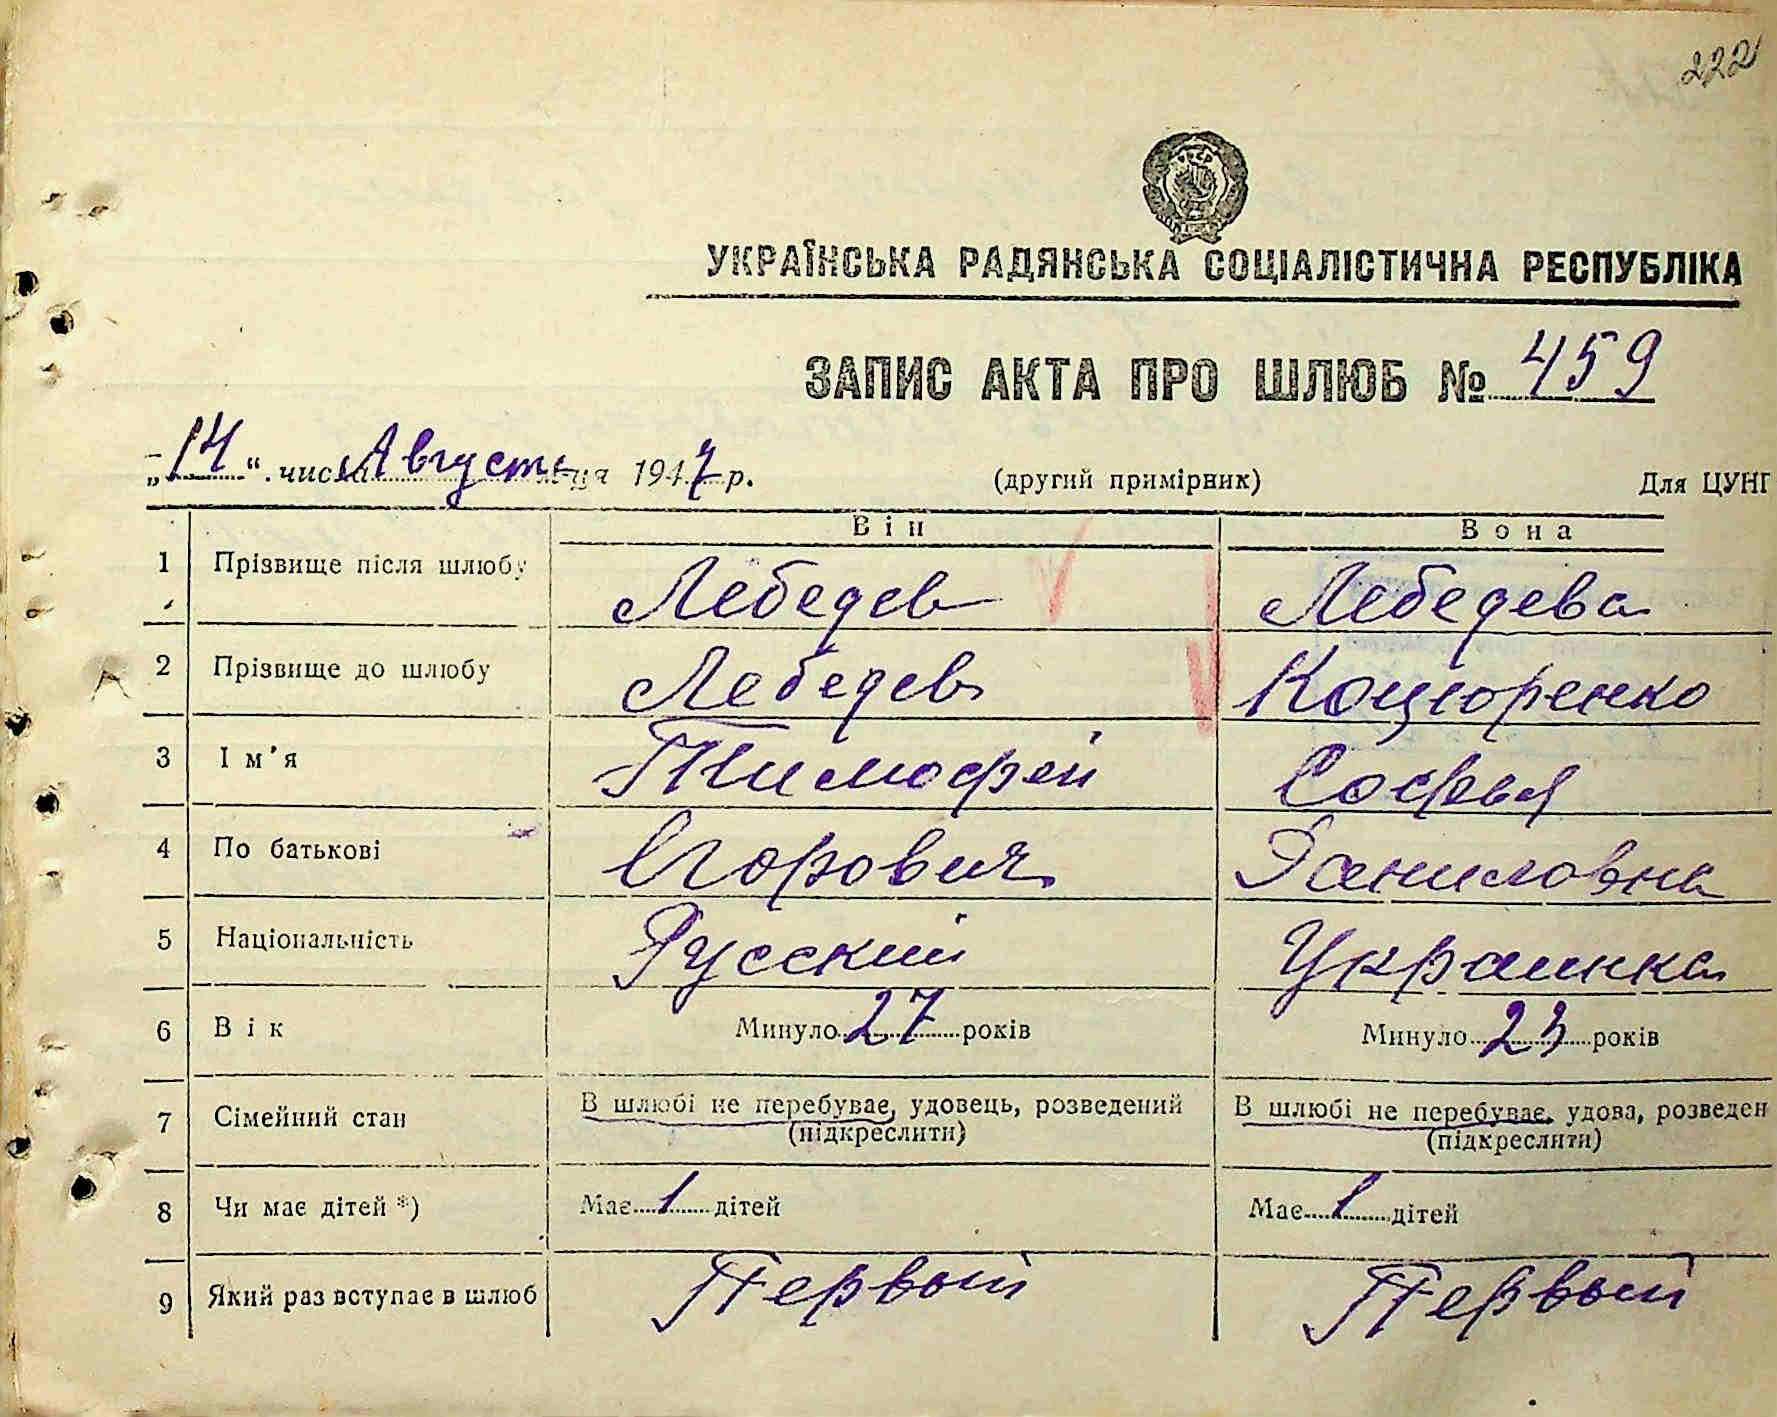 222
УКРАЇНСЬКА РАДЯНСЬКА СОЦІАЛІСТИЧНА РЕСПУБЛІКА
ЗАПИС АКТА ПРО ШЛЮБ № 459
„14“ числа Август місяця 1947 р. (другий примірник) Для ЦУНГ
Він Вона
1 Прізвище після шлюбу Лебедев Лебедева
2 Прізвище до шлюбу Лебедев Коцюренко
3 Ім'я Тимофей Софья
4 По батькові Егорович Даниловна
5 Національність Русский Украинка
6 Вік Минуло 27 років Минуло 23 років
7 Сімейний стан В шлюбі не перебуває, удовець, розведений (підкреслити) В шлюбі не перебуває, удова, розведен (підкреслити)
8 Чи має дітей *) Має 1 дітей Має 1 дітей
9 Який раз вступає в шлюб Первый Первый